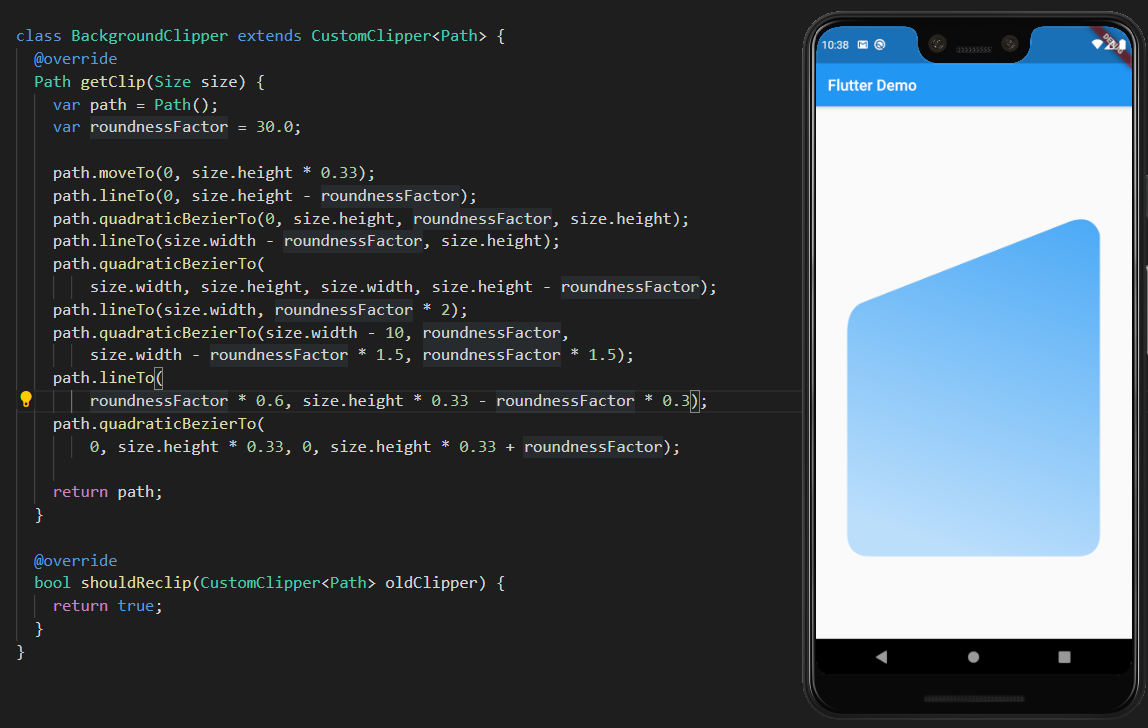 class BackgroundClipper extends CustomClipper<Path> {
@override
Path getClip(Size size) {
var path = Path();
var roundnessFactor = 30.0;
path.moveTo(0, size.height * 0.33);
path.lineTo(0, size.height - roundnessFactor);
path.quadraticBezierTo(0, size.height, roundnessFactor, size.height);
path.lineTo(size.width - roundnessFactor, size.height);
path.quadraticBezierTo(
size.width, size.height, size.width, size.height - roundnessFactor);
path.lineTo(size.width, roundnessFactor * 2);
path.quadraticBezierTo(size.width - 10, roundnessFactor,
size.width - roundnessFactor * 1.5, roundnessFactor * 1.5);
path.lineTo(
roundnessFactor * 0.6, size.height * 0.33 - roundnessFactor * 0.3);
path.quadraticBezierTo(
0, size.height * 0.33, 0, size.height * 0.33 + roundnessFactor);
return path;
}
@override
bool shouldReclip(CustomClipper<Path> oldClipper) {
return true;
}
}
10:38
DEBUG
Flutter Demo